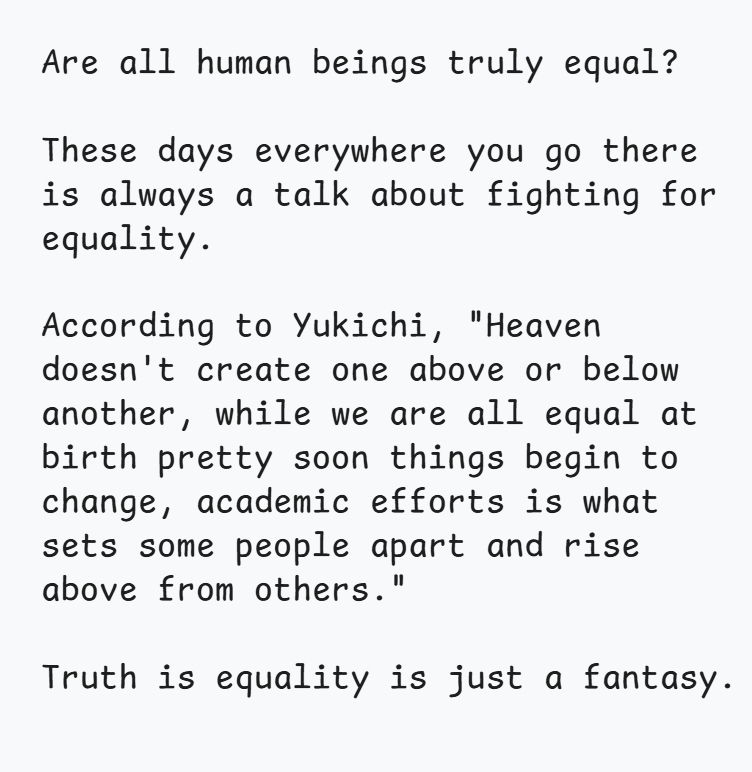 Are all human beings truly equal?
These days everywhere you go there
is always a talk about fighting for
equality.
According to Yukichi, "Heaven
doesn't create one above or below
another, while we are all equal at
birth pretty soon things begin to
change, academic efforts is what
sets some people apart and rise
above from others."
Truth is equality is just a fantasy.